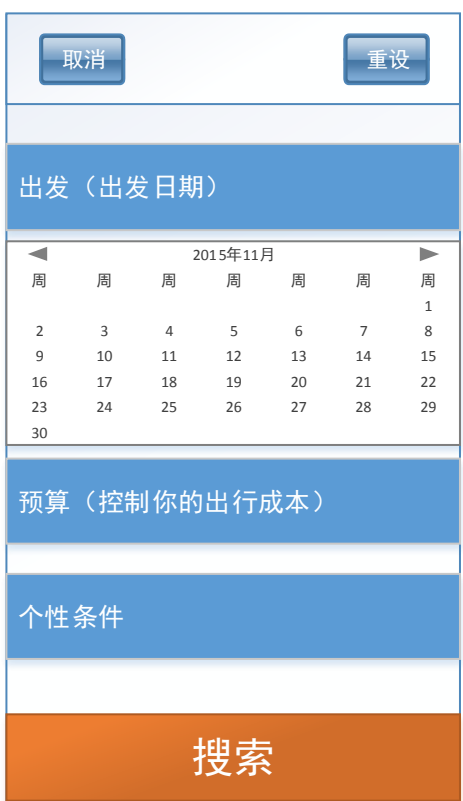 取消 重设
出发（出发日期）
2015年11月
周 周 周 周 周 周 周
1
2 3 4 5 6 7 8
9 10 11 12 13 14 15
16 17 18 19 20 21 22
23 24 25 26 27 28 29
30
预算（控制你的出行成本）
个性条件
搜索